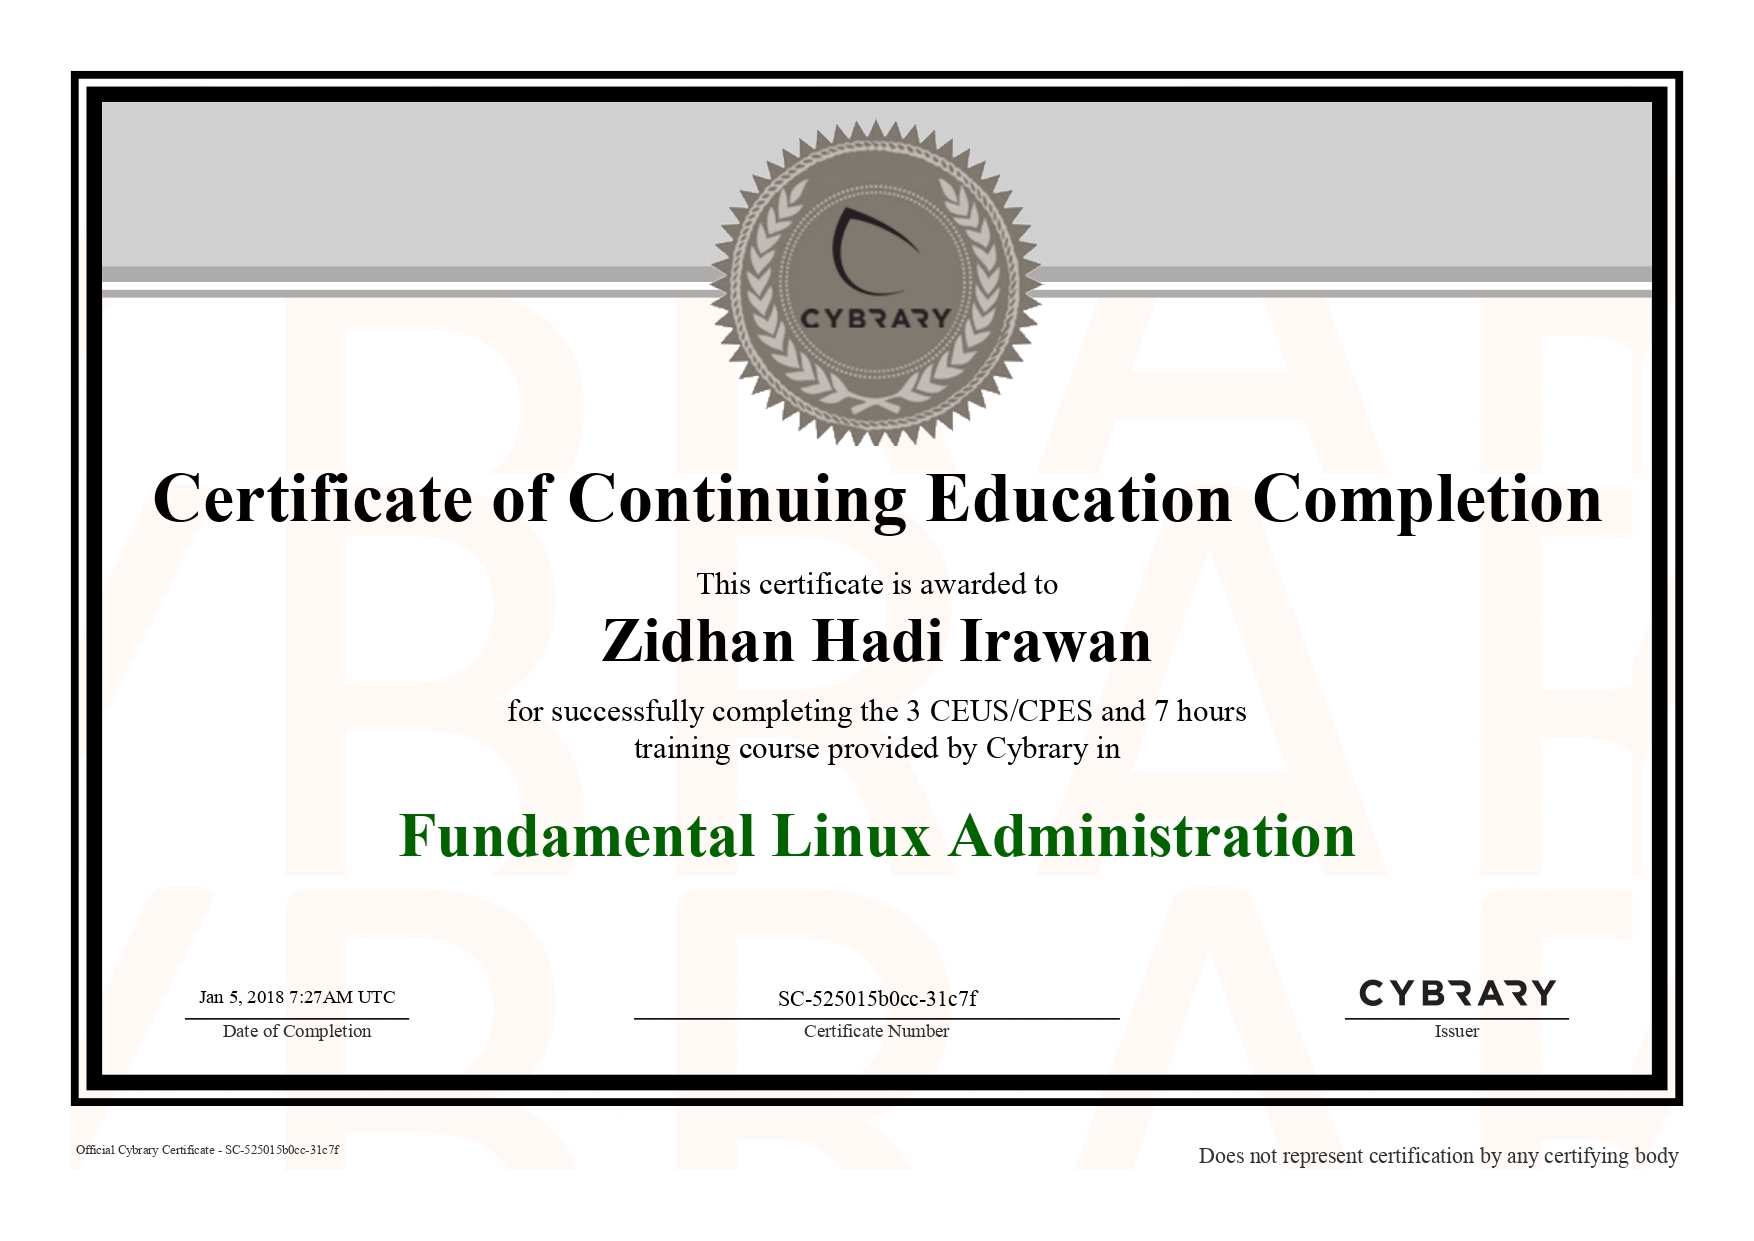 CYBRARY
Certificate of Continuing Education Completion
This certificate is awarded to
Zidhan Hadi Irawan
for successfully completing the 3 CEUS/CPES and 7 hours
training course provided by Cybrary in
Fundamental Linux Administration
Jan 5, 2018 7:27AM UTC
Date of Completion
SC-525015b0cc-31c7f
Certificate Number
CYBRARY
Issuer
Official Cybrary Certificate - SC-525015b0cc-31c7f
Does not represent certification by any certifying body